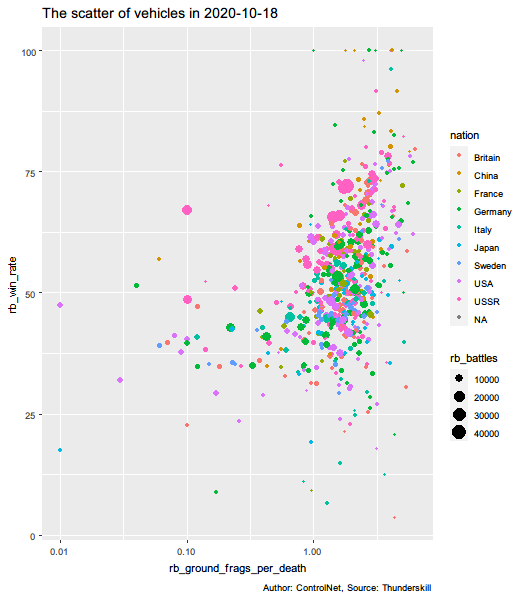 The scatter of vehicles in 2020-10-18
100
75
50
25
0
rb_win_rate
0.01
0.10
1.00
rb_ground_frags_per_death
nation
Britain
China
France
Germany
Italy
Japan
Sweden
USA
USSR
NA
rb_battles
10000
20000
30000
40000
Author: ControlNet, Source: Thunderskill